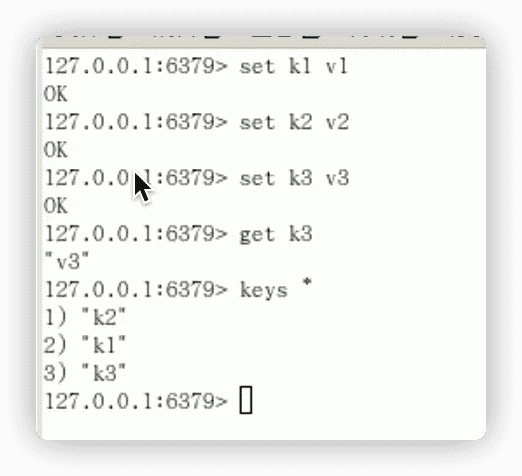 127.0.0.1:6379> set k1 v1
OK
127.0.0.1:6379> set k2 v2
OK
127.0.0.1:6379> set k3 v3
OK
127.0.0.1:6379> get k3
"v3"
127.0.0.1:6379> keys *
1) "k2"
2) "k1"
3) "k3"
127.0.0.1:6379>